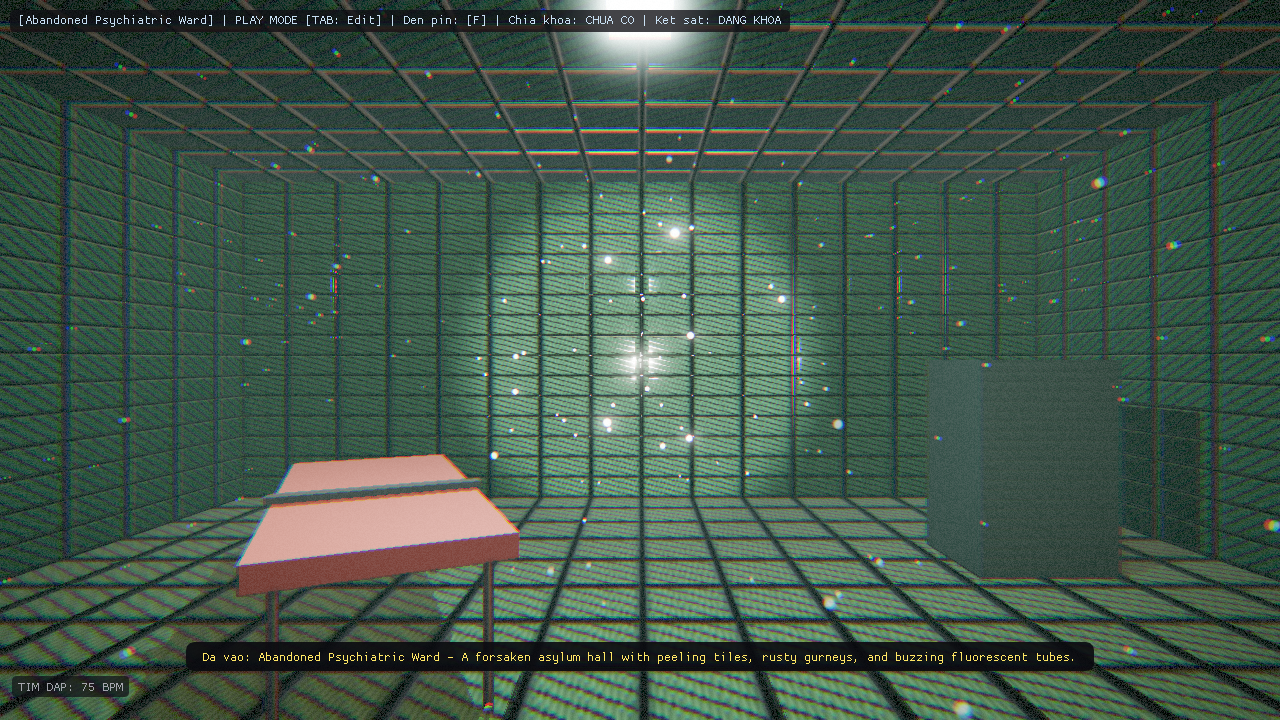 [Abandoned Psychiatric Ward] | PLAY MODE [TAB: Edit] | Den pin: [F] | Chia khoa: CHUA CO | Ket sat: DANG KHOA
Da vao: Abandoned Psychiatric Ward - A forsaken asylum hall with peeling tiles, rusty gurneys, and buzzing fluorescent tubes.
TIM DAP: 75 BPM